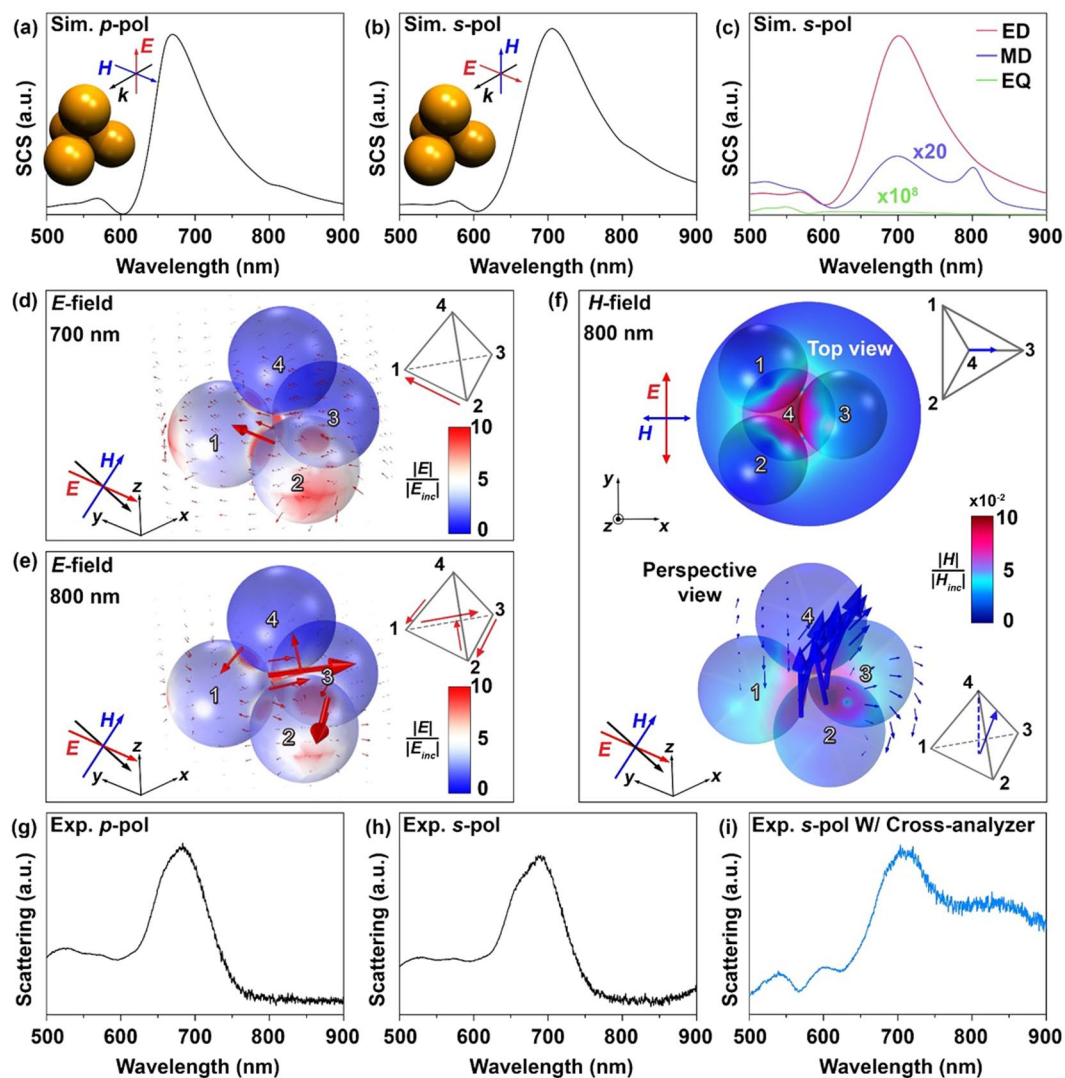 (a) Sim. p-pol
E
H
k
SCS (a.u.)
500 600 700 800 900
Wavelength (nm)
(b) Sim. s-pol
H
E
k
SCS (a.u.)
500 600 700 800 900
Wavelength (nm)
(c) Sim. s-pol
ED
MD
EQ
x20
x10⁸
SCS (a.u.)
500 600 700 800 900
Wavelength (nm)
(d) E-field
700 nm
4
1
3
2
4
3
1
2
10
5
0
|E|
|Einc|
H
E
z
y
x
(e) E-field
800 nm
4
3
1
2
4
3
1
2
10
5
0
|E|
|Einc|
H
E
z
y
x
(f) H-field
800 nm
Top view
1
4
3
2
1
3
4
2
E
H
y
z
x
x10⁻²
10
5
0
|H|
|Hinc|
Perspective
view
4
3
1
2
4
3
1
2
H
E
z
y
x
(g) Exp. p-pol
Scattering (a.u.)
500 600 700 800 900
Wavelength (nm)
(h) Exp. s-pol
Scattering (a.u.)
500 600 700 800 900
Wavelength (nm)
(i) Exp. s-pol W/ Cross-analyzer
Scattering (a.u.)
500 600 700 800 900
Wavelength (nm)